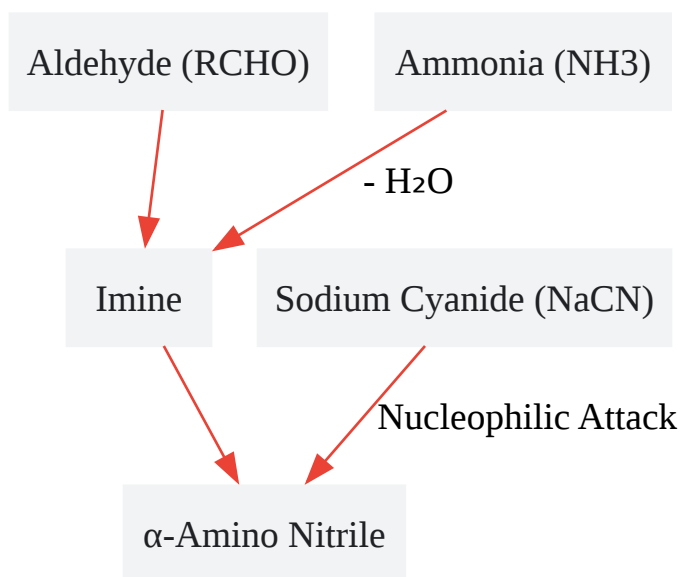 Aldehyde (RCHO)
Ammonia (NH3)
- H₂O
Imine
Sodium Cyanide (NaCN)
Nucleophilic Attack
α-Amino Nitrile